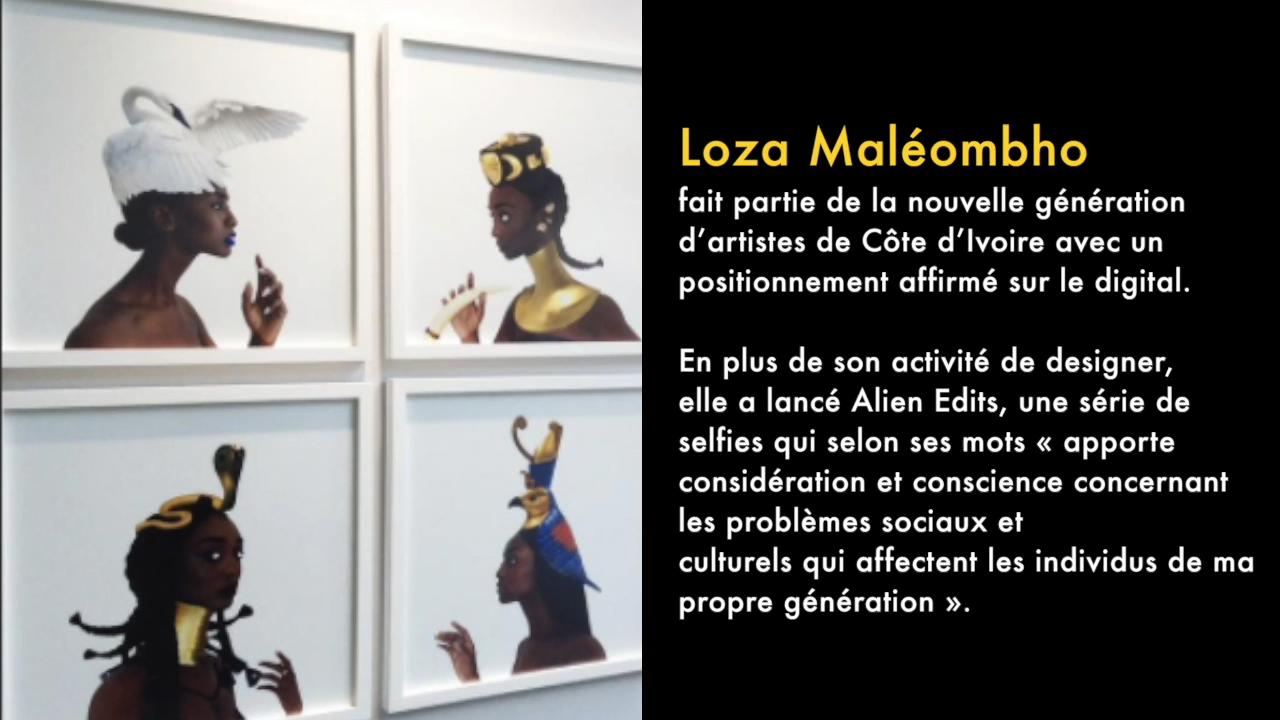 Loza Maléombho
fait partie de la nouvelle génération
d’artistes de Côte d’Ivoire avec un
positionnement affirmé sur le digital.
En plus de son activité de designer,
elle a lancé Alien Edits, une série de
selfies qui selon ses mots « apporte
considération et conscience concernant
les problèmes sociaux et
culturels qui affectent les individus de ma
propre génération ».